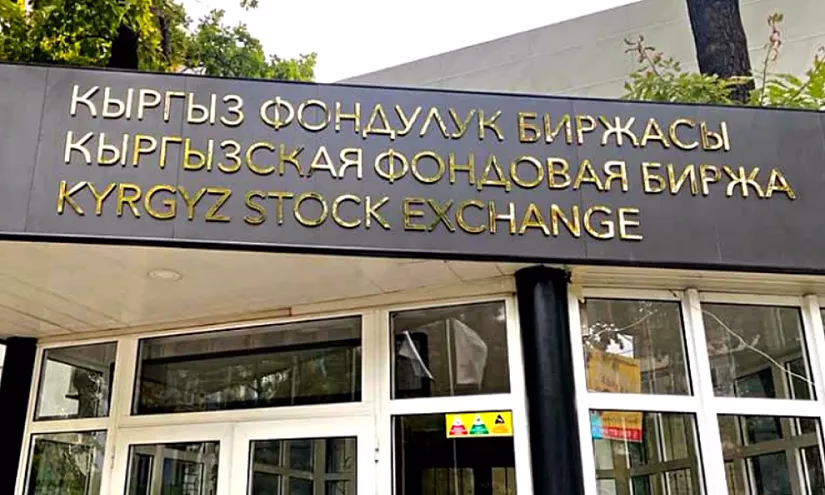 КЫРГЫЗ ФОНДУЛУК БИРЖАСЫ
КЫРГЫЗСКАЯ ФОНДОВАЯ БИРЖА
KYRGYZ STOCK EXCHANGE